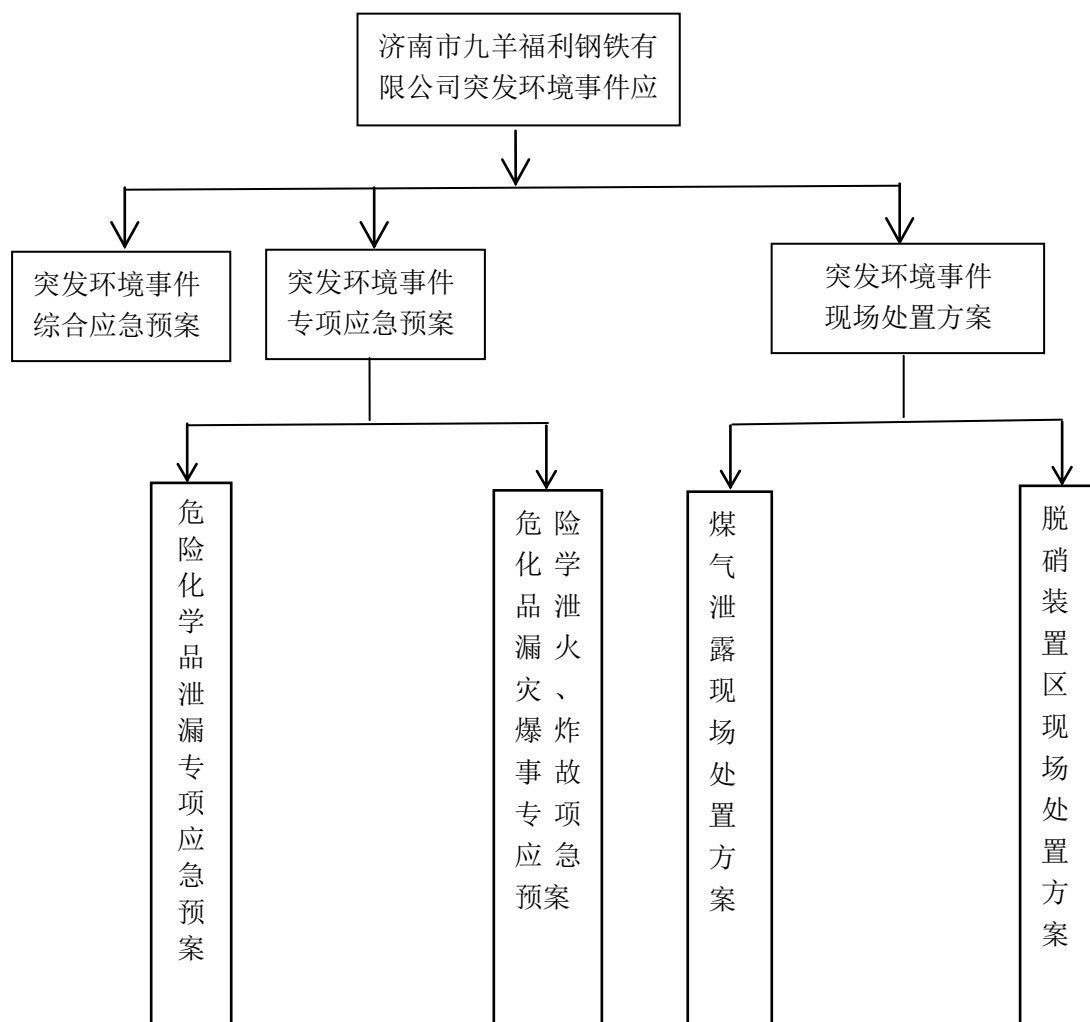 济南市九羊福利钢铁有
限公司突发环境事件应
突发环境事件
综合应急预案
突发环境事件
专项应急预案
突发环境事件
现场处置方案
危险化学品泄漏专项应急预案
危险
化学
品泄
漏火
灾、
爆炸
事故
专项
应急
预案
煤气泄露现场处置方案
脱硝装置区现场处置方案